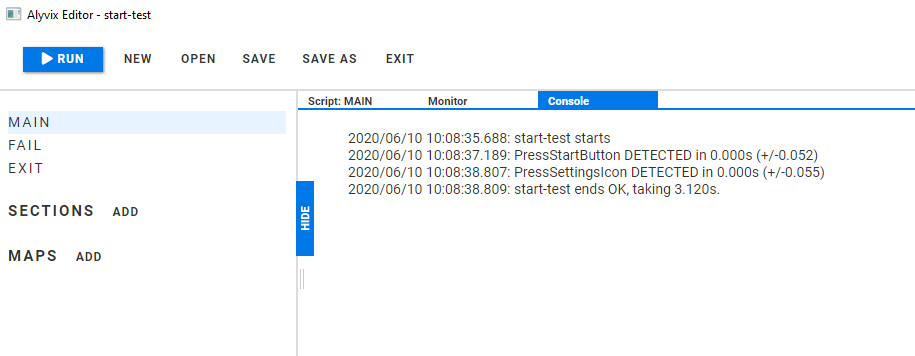 Alyvix Editor - start-test
RUN NEW OPEN SAVE SAVE AS EXIT
MAIN
FAIL
EXIT
SECTIONS ADD
MAPS ADD
HIDE
Script: MAIN Monitor Console
2020/06/10 10:08:35.688: start-test starts
2020/06/10 10:08:37.189: PressStartButton DETECTED in 0.000s (+/-0.052)
2020/06/10 10:08:38.807: PressSettingsIcon DETECTED in 0.000s (+/-0.055)
2020/06/10 10:08:38.809: start-test ends OK, taking 3.120s.